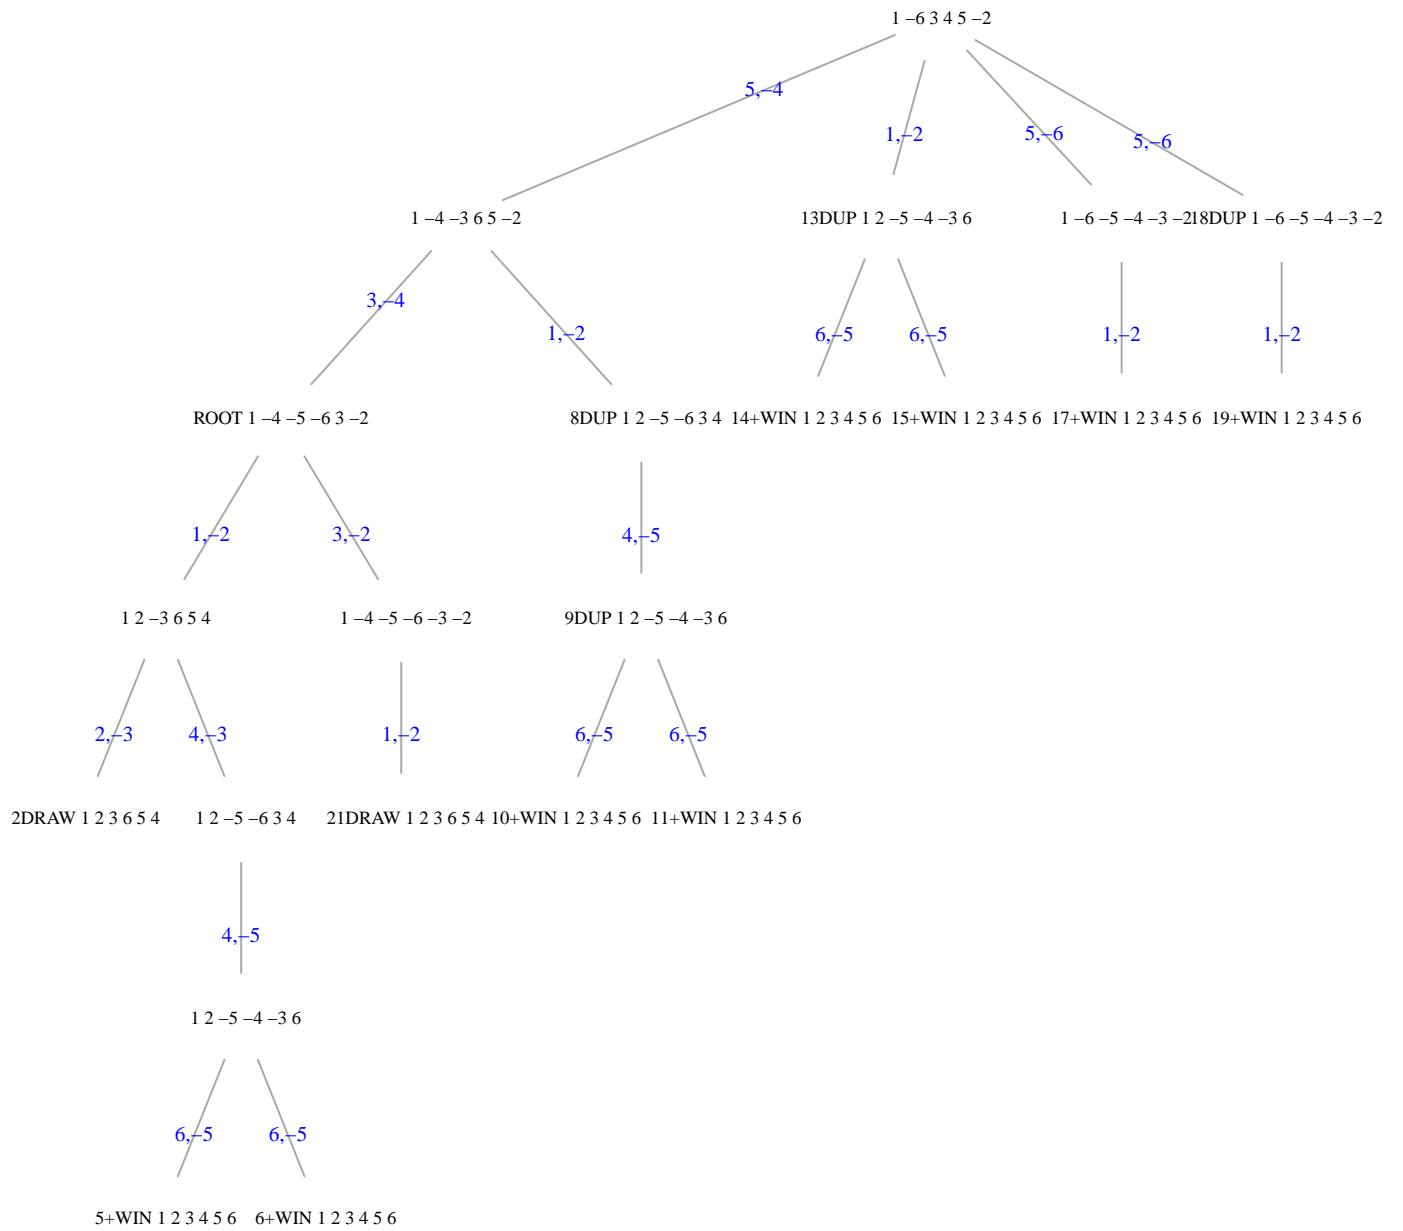 1 –6 3 4 5 –2
5,–4
1,–2
5,–6
5,–6
1 –4 –3 6 5 –2
13DUP 1 2 –5 –4 –3 6
1 –6 –5 –4 –3 –2
18DUP 1 –6 –5 –4 –3 –2
3,–4
1,–2
6,–5
6,–5
1,–2
1,–2
ROOT 1 –4 –5 –6 3 –2
8DUP 1 2 –5 –6 3 4
14+WIN 1 2 3 4 5 6
15+WIN 1 2 3 4 5 6
17+WIN 1 2 3 4 5 6
19+WIN 1 2 3 4 5 6
1,–2
3,–2
4,–5
1 2 –3 6 5 4
1 –4 –5 –6 –3 –2
9DUP 1 2 –5 –4 –3 6
2,–3
4,–3
1,–2
6,–5
6,–5
2DRAW 1 2 3 6 5 4
1 2 –5 –6 3 4
21DRAW 1 2 3 6 5 4
10+WIN 1 2 3 4 5 6
11+WIN 1 2 3 4 5 6
4,–5
1 2 –5 –4 –3 6
6,–5
6,–5
5+WIN 1 2 3 4 5 6
6+WIN 1 2 3 4 5 6